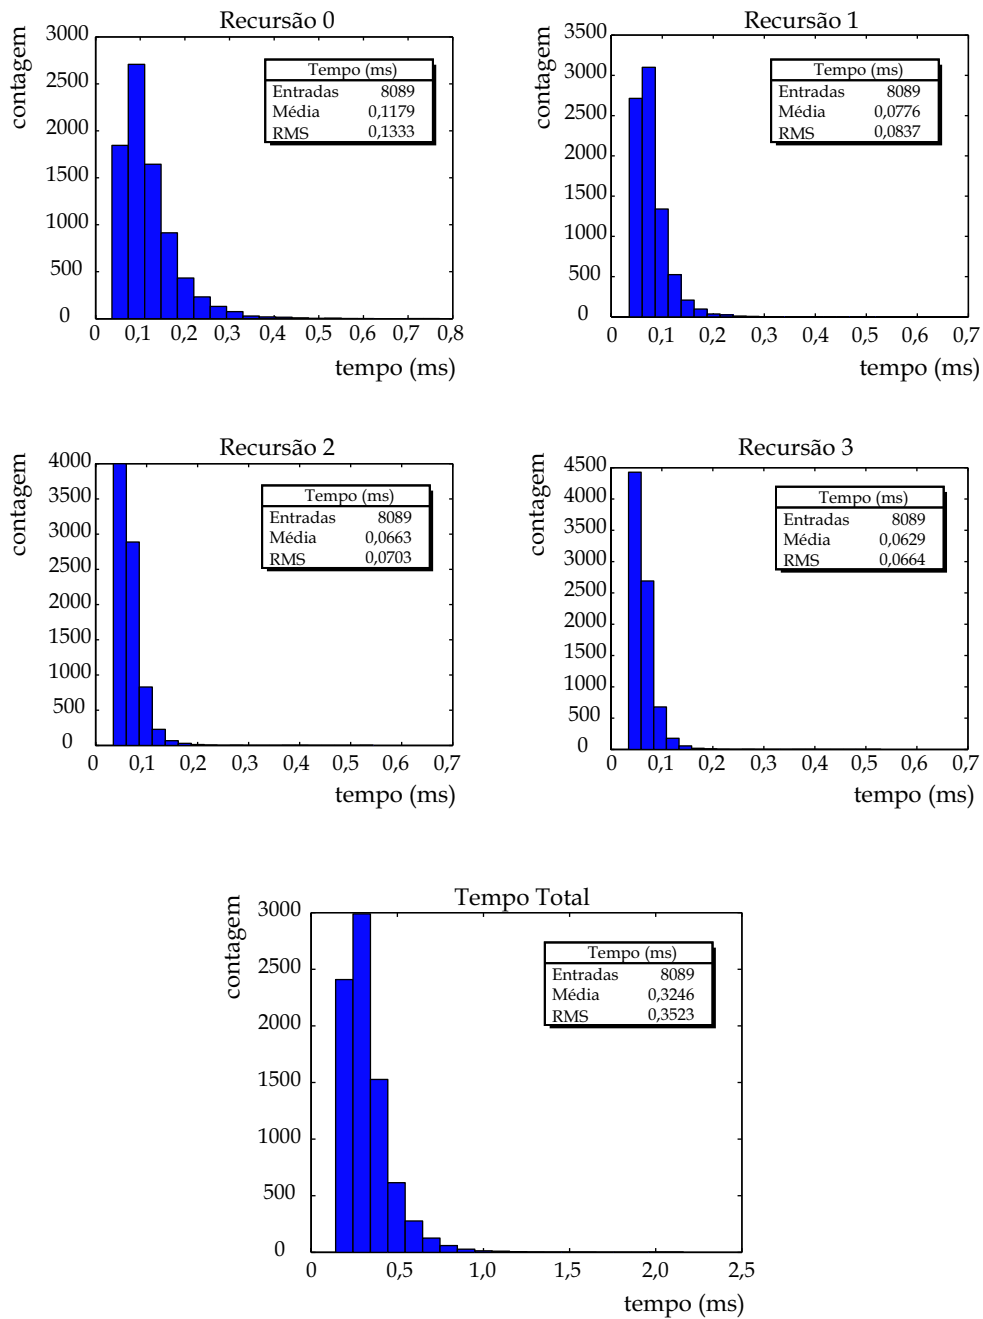 Recursão 0
contagem
3000
2500
2000
1500
1000
500
0
Tempo (ms)
Entradas 8089
Média 0,1179
RMS 0,1333
0 0,1 0,2 0,3 0,4 0,5 0,6 0,7 0,8
tempo (ms)
Recursão 1
contagem
3500
3000
2500
2000
1500
1000
500
0
Tempo (ms)
Entradas 8089
Média 0,0776
RMS 0,0837
0 0,1 0,2 0,3 0,4 0,5 0,6 0,7
tempo (ms)
Recursão 2
contagem
4000
3500
3000
2500
2000
1500
1000
500
0
Tempo (ms)
Entradas 8089
Média 0,0663
RMS 0,0703
0 0,1 0,2 0,3 0,4 0,5 0,6 0,7
tempo (ms)
Recursão 3
contagem
4500
4000
3500
3000
2500
2000
1500
1000
500
0
Tempo (ms)
Entradas 8089
Média 0,0629
RMS 0,0664
0 0,1 0,2 0,3 0,4 0,5 0,6 0,7
tempo (ms)
Tempo Total
contagem
3000
2500
2000
1500
1000
500
0
Tempo (ms)
Entradas 8089
Média 0,3246
RMS 0,3523
0 0,5 1,0 1,5 2,0 2,5
tempo (ms)